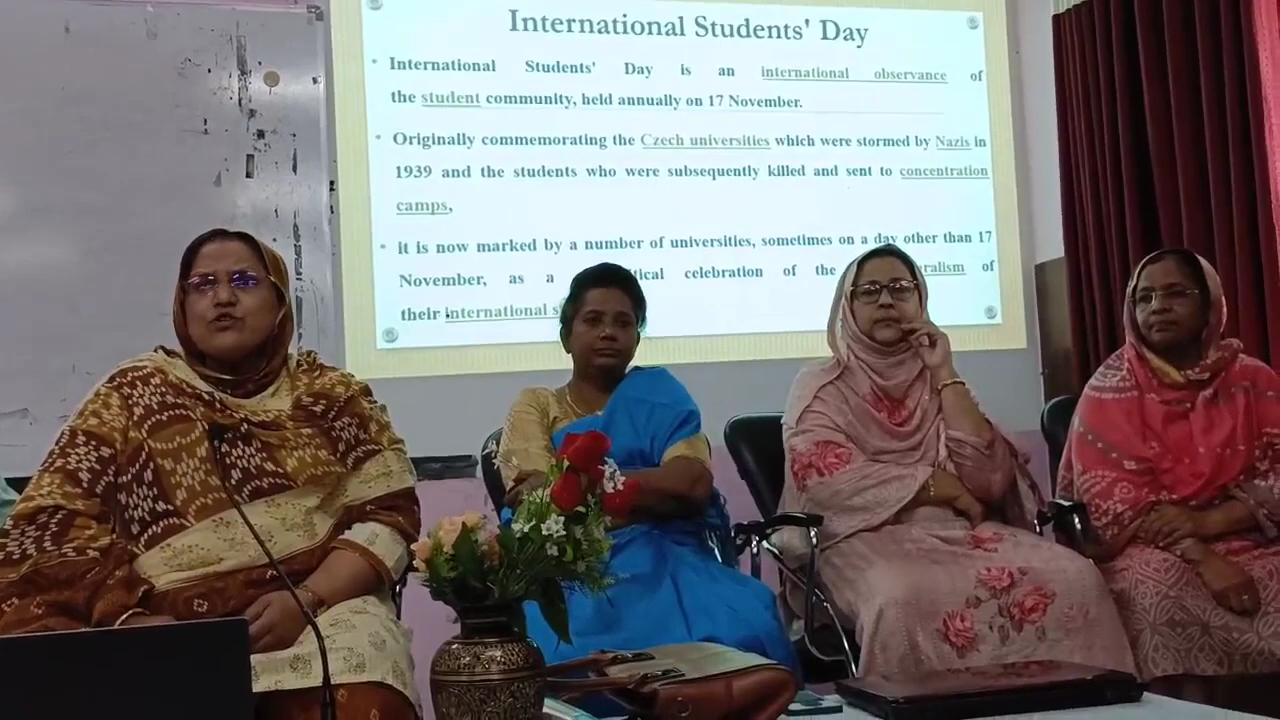 International Students' Day
• International Students' Day is an international observance of
the student community, held annually on 17 November.
• Originally commemorating the Czech universities which were stormed by Nazis in
1939 and the students who were subsequently killed and sent to concentration
camps,
• it is now marked by a number of universities, sometimes on a day other than 17
November, as a celebration of the of
their international